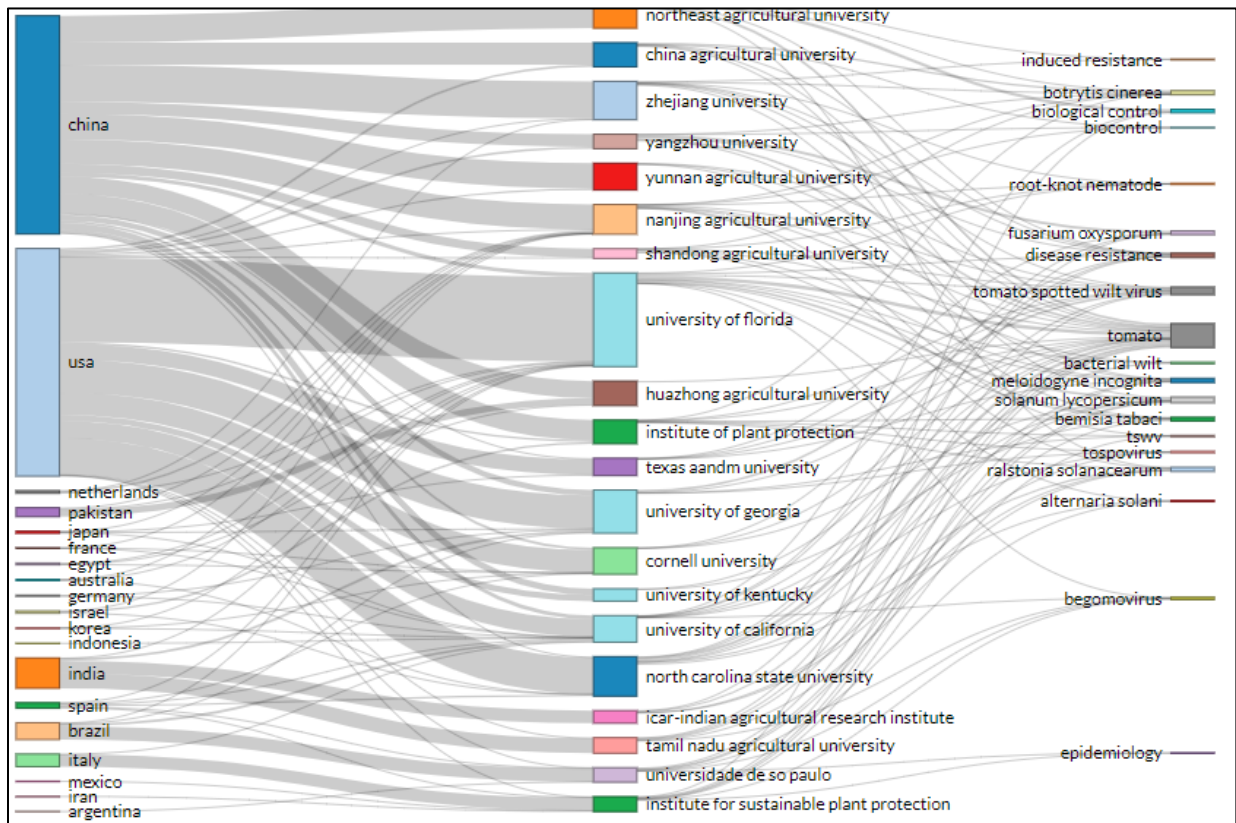 china
usa
netherlands
pakistan
japan
france
egypt
australia
germany
israel
korea
indonesia
india
spain
brazil
italy
mexico
iran
argentina
northeast agricultural university
china agricultural university
zhejiang university
yangzhou university
yunnan agricultural university
nanjing agricultural university
shandong agricultural university
university of florida
huazhong agricultural university
institute of plant protection
texas aandm university
university of georgia
cornell university
university of kentucky
university of california
north carolina state university
icar-indian agricultural research institute
tamil nadu agricultural university
universidade de so paulo
institute for sustainable plant protection
induced resistance
botrytis cinerea
biological control
biocontrol
root-knot nematode
fusarium oxysporum
disease resistance
tomato spotted wilt virus
tomato
bacterial wilt
meloidogyne incognita
solanum lycopersicum
bemisia tabaci
tswv
tospovirus
ralstonia solanacearum
alternaria solani
begomovirus
epidemiology